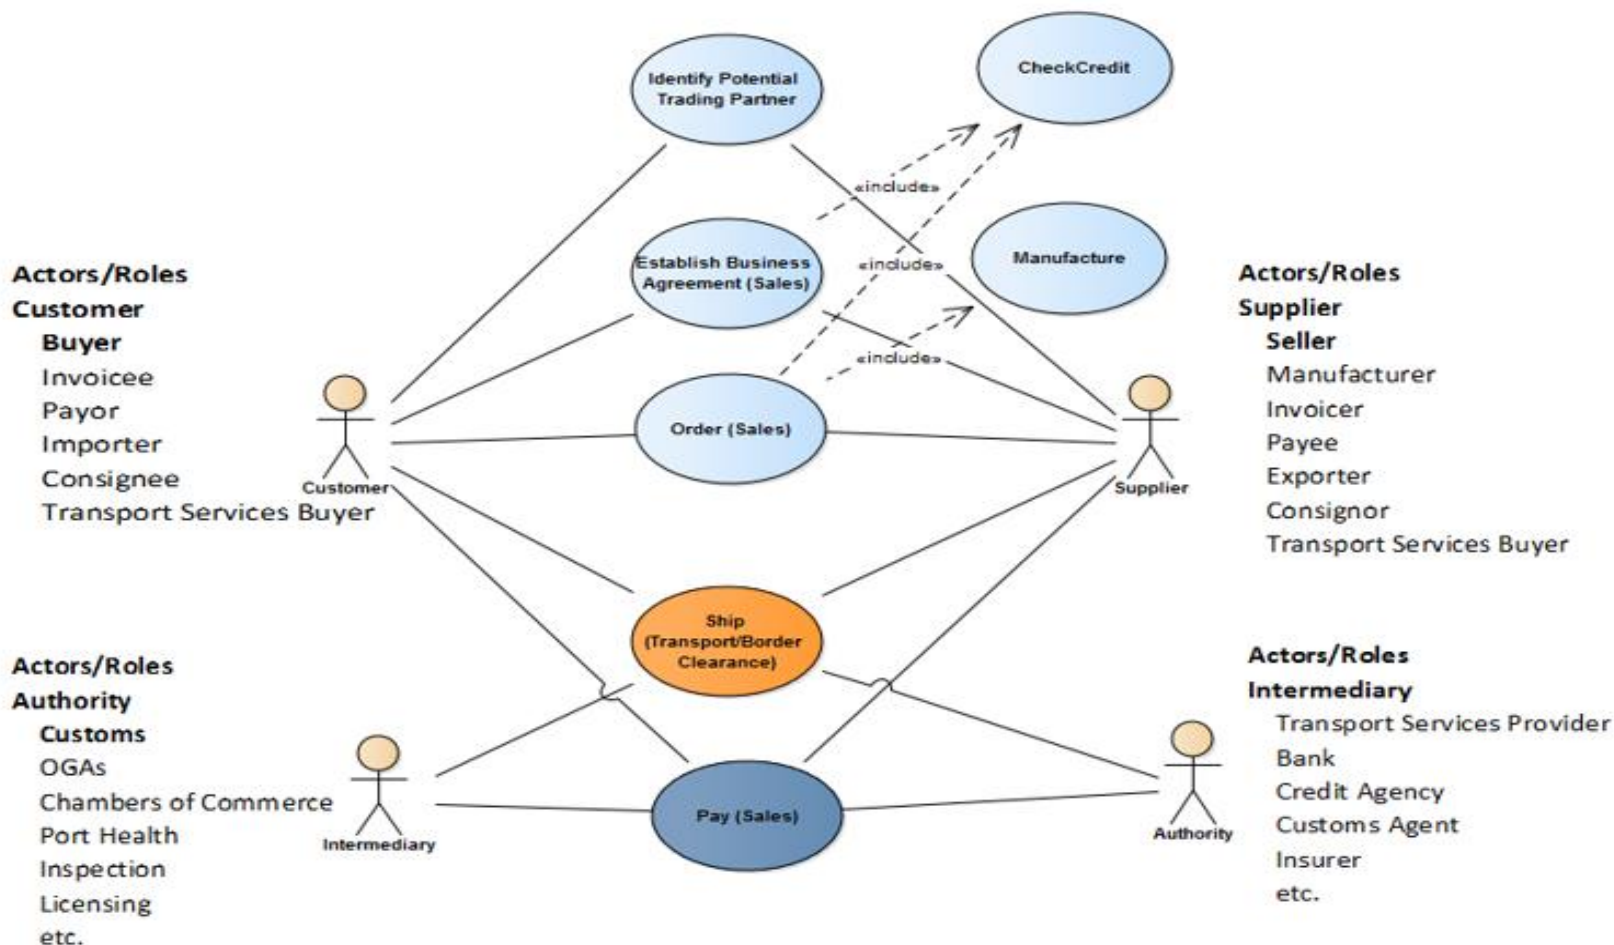 Identify Potential
Trading Partner
CheckCredit
«include»
Establish Business
Agreement (Sales)
«include»
Manufacture
«include»
Order (Sales)
Actors/Roles
Customer
Buyer
Invoicee
Payor
Importer
Consignee
Transport Services Buyer
Customer
Supplier
Actors/Roles
Supplier
Seller
Manufacturer
Invoicer
Payee
Exporter
Consignor
Transport Services Buyer
Ship
(Transport/Border
Clearance)
Actors/Roles
Authority
Customs
OGAs
Chambers of Commerce
Port Health
Inspection
Licensing
etc.
Intermediary
Pay (Sales)
Authority
Actors/Roles
Intermediary
Transport Services Provider
Bank
Credit Agency
Customs Agent
Insurer
etc.